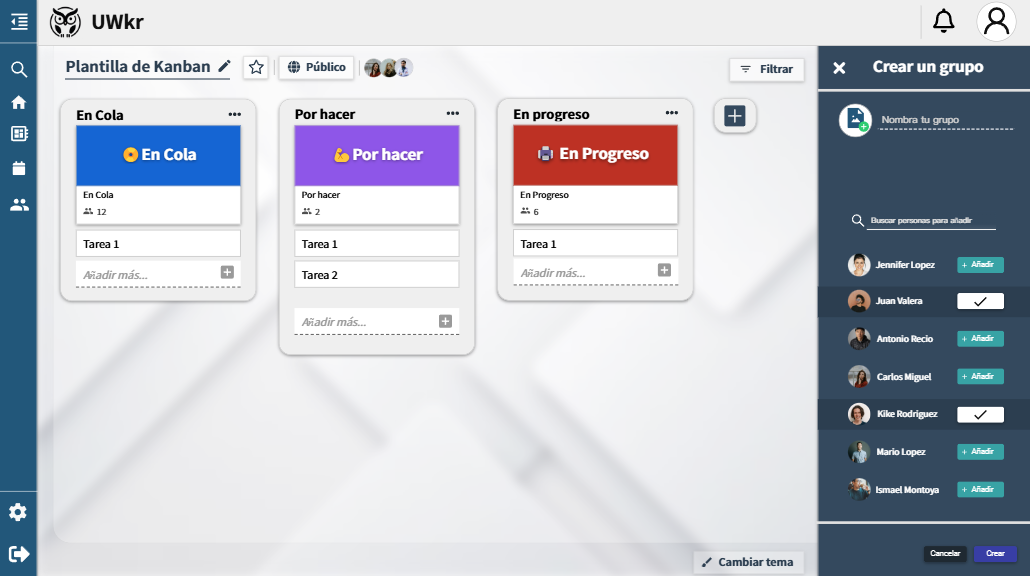 UWkr
Plantilla de Kanban
Público
Filtrar
En Cola
En Cola
En Cola
12
Tarea 1
Añadir más...
Por hacer
Por hacer
Por hacer
2
Tarea 1
Tarea 2
Añadir más...
En progreso
En Progreso
En Progreso
6
Tarea 1
Añadir más...
Cambiar tema
Crear un grupo
Nombra tu grupo
Buscar personas para añadir
Jennifer Lopez
+ Añadir
Juan Valera
Antonio Recio
+ Añadir
Carlos Miguel
+ Añadir
Kike Rodriguez
Mario Lopez
+ Añadir
Ismael Montoya
+ Añadir
Cancelar
Crear